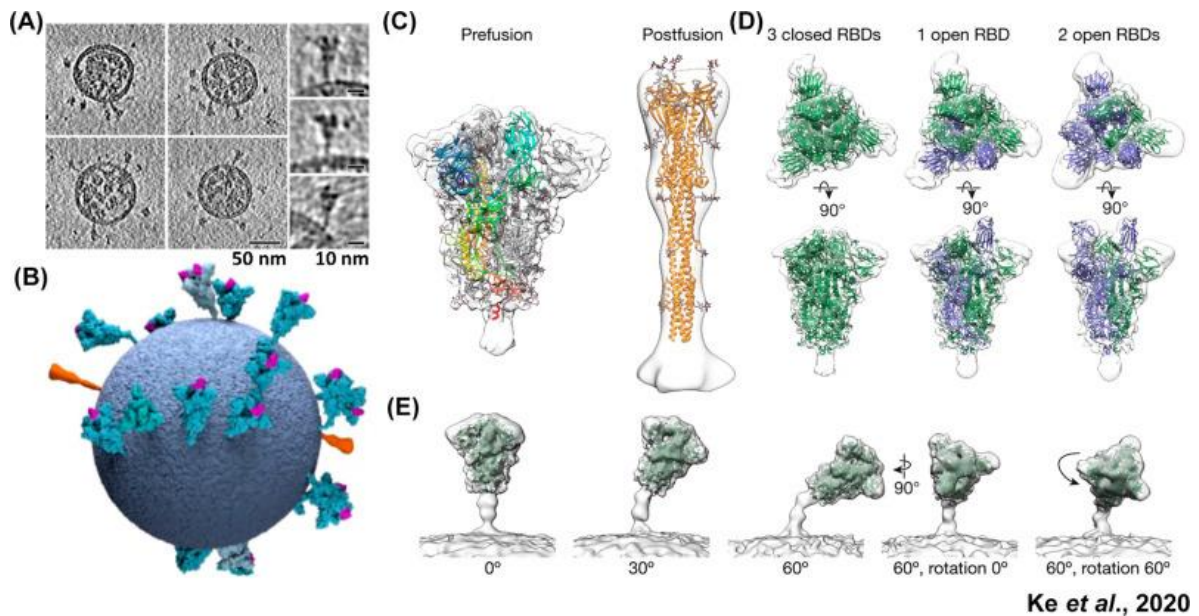 (A)
50 nm
10 nm
(B)
(C)
Prefusion
Postfusion
(D)
3 closed RBDs
1 open RBD
2 open RBDs
90°
90°
90°
(E)
0°
30°
60°
90°
60°, rotation 0°
60°, rotation 60°
Ke et al., 2020